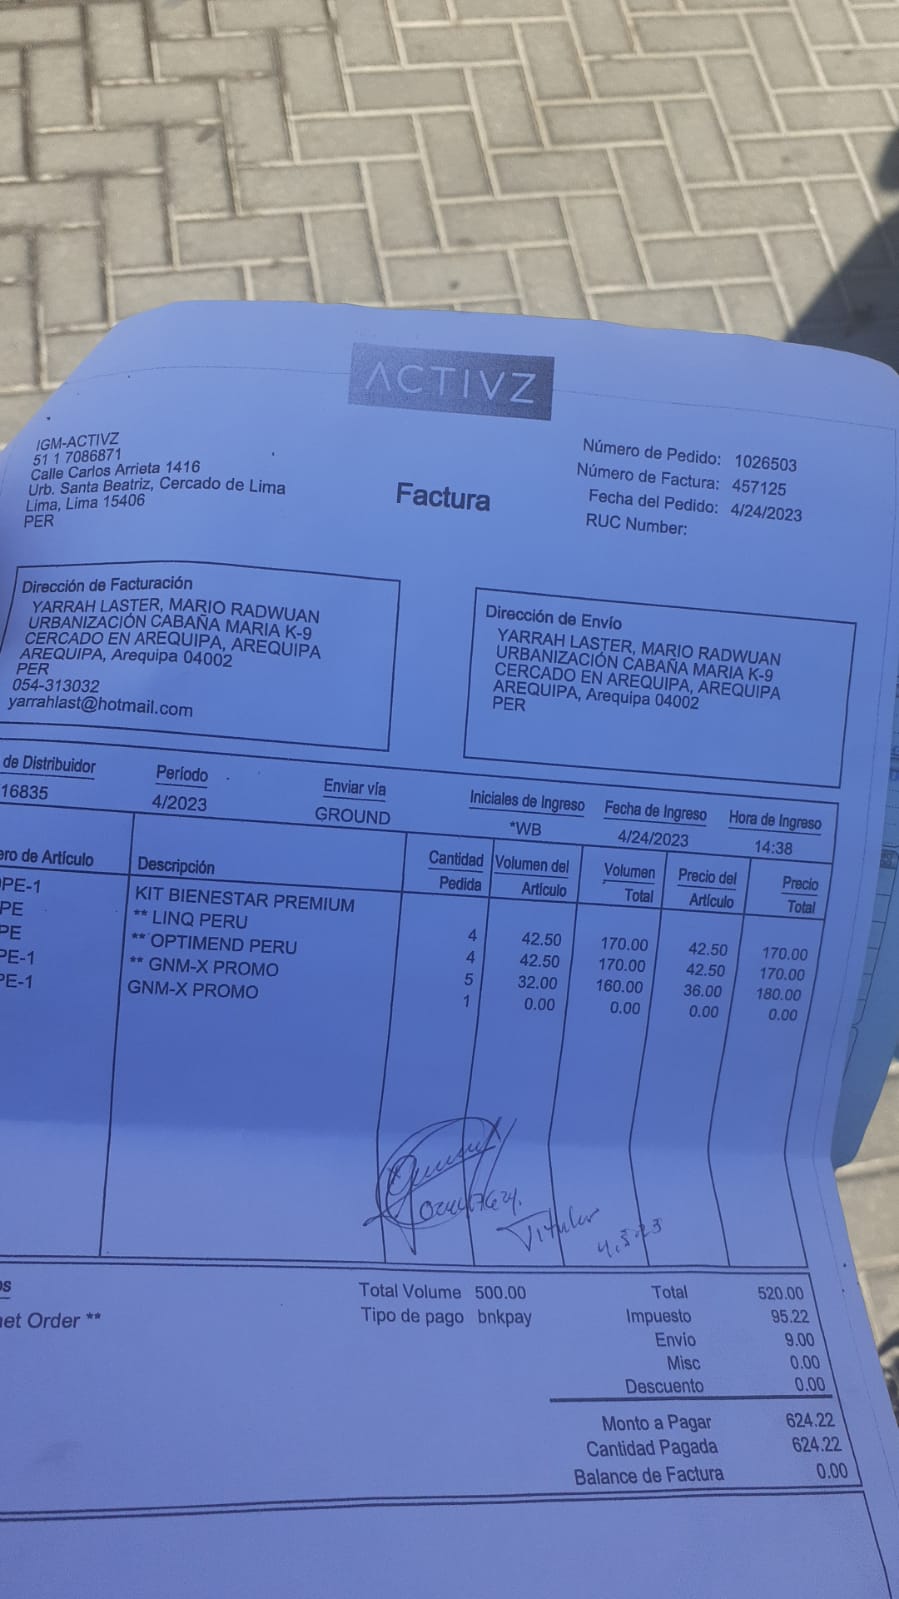 ACTIVZ
IGM-ACTIVZ
51 1 7086871
Calle Carlos Arrieta 1416
Urb. Santa Beatriz, Cercado de Lima
Lima, Lima 15406
PER
Factura
Número de Pedido: 1026503
Número de Factura: 457125
Fecha del Pedido: 4/24/2023
RUC Number:
Dirección de Facturación
YARRAH LASTER, MARIO RADWUAN
URBANIZACIÓN CABAÑA MARIA K-9
CERCADO EN AREQUIPA, AREQUIPA
AREQUIPA, Arequipa 04002
PER
054-313032
yarrahlast@hotmail.com
Dirección de Envío
YARRAH LASTER, MARIO RADWUAN
URBANIZACIÓN CABAÑA MARIA K-9
CERCADO EN AREQUIPA, AREQUIPA
AREQUIPA, Arequipa 04002
PER
de Distribuidor Período Enviar vía Iniciales de Ingreso Fecha de Ingreso Hora de Ingreso
16835 4/2023 GROUND *WB 4/24/2023 14:38
ero de Artículo Descripción Cantidad Pedida Volumen del Artículo Volumen Total Precio del Artículo Precio Total
PE-1 KIT BIENESTAR PREMIUM
PE ** LINQ PERU 4 42.50 170.00 42.50 170.00
PE ** OPTIMEND PERU 4 42.50 170.00 42.50 170.00
PE-1 ** GNM-X PROMO 5 32.00 160.00 36.00 180.00
PE-1 GNM-X PROMO 1 0.00 0.00 0.00 0.00
Titular
os
net Order **
Total Volume 500.00
Tipo de pago bnkpay
Total 520.00
Impuesto 95.22
Envio 9.00
Misc 0.00
Descuento 0.00
Monto a Pagar 624.22
Cantidad Pagada 624.22
Balance de Factura 0.00